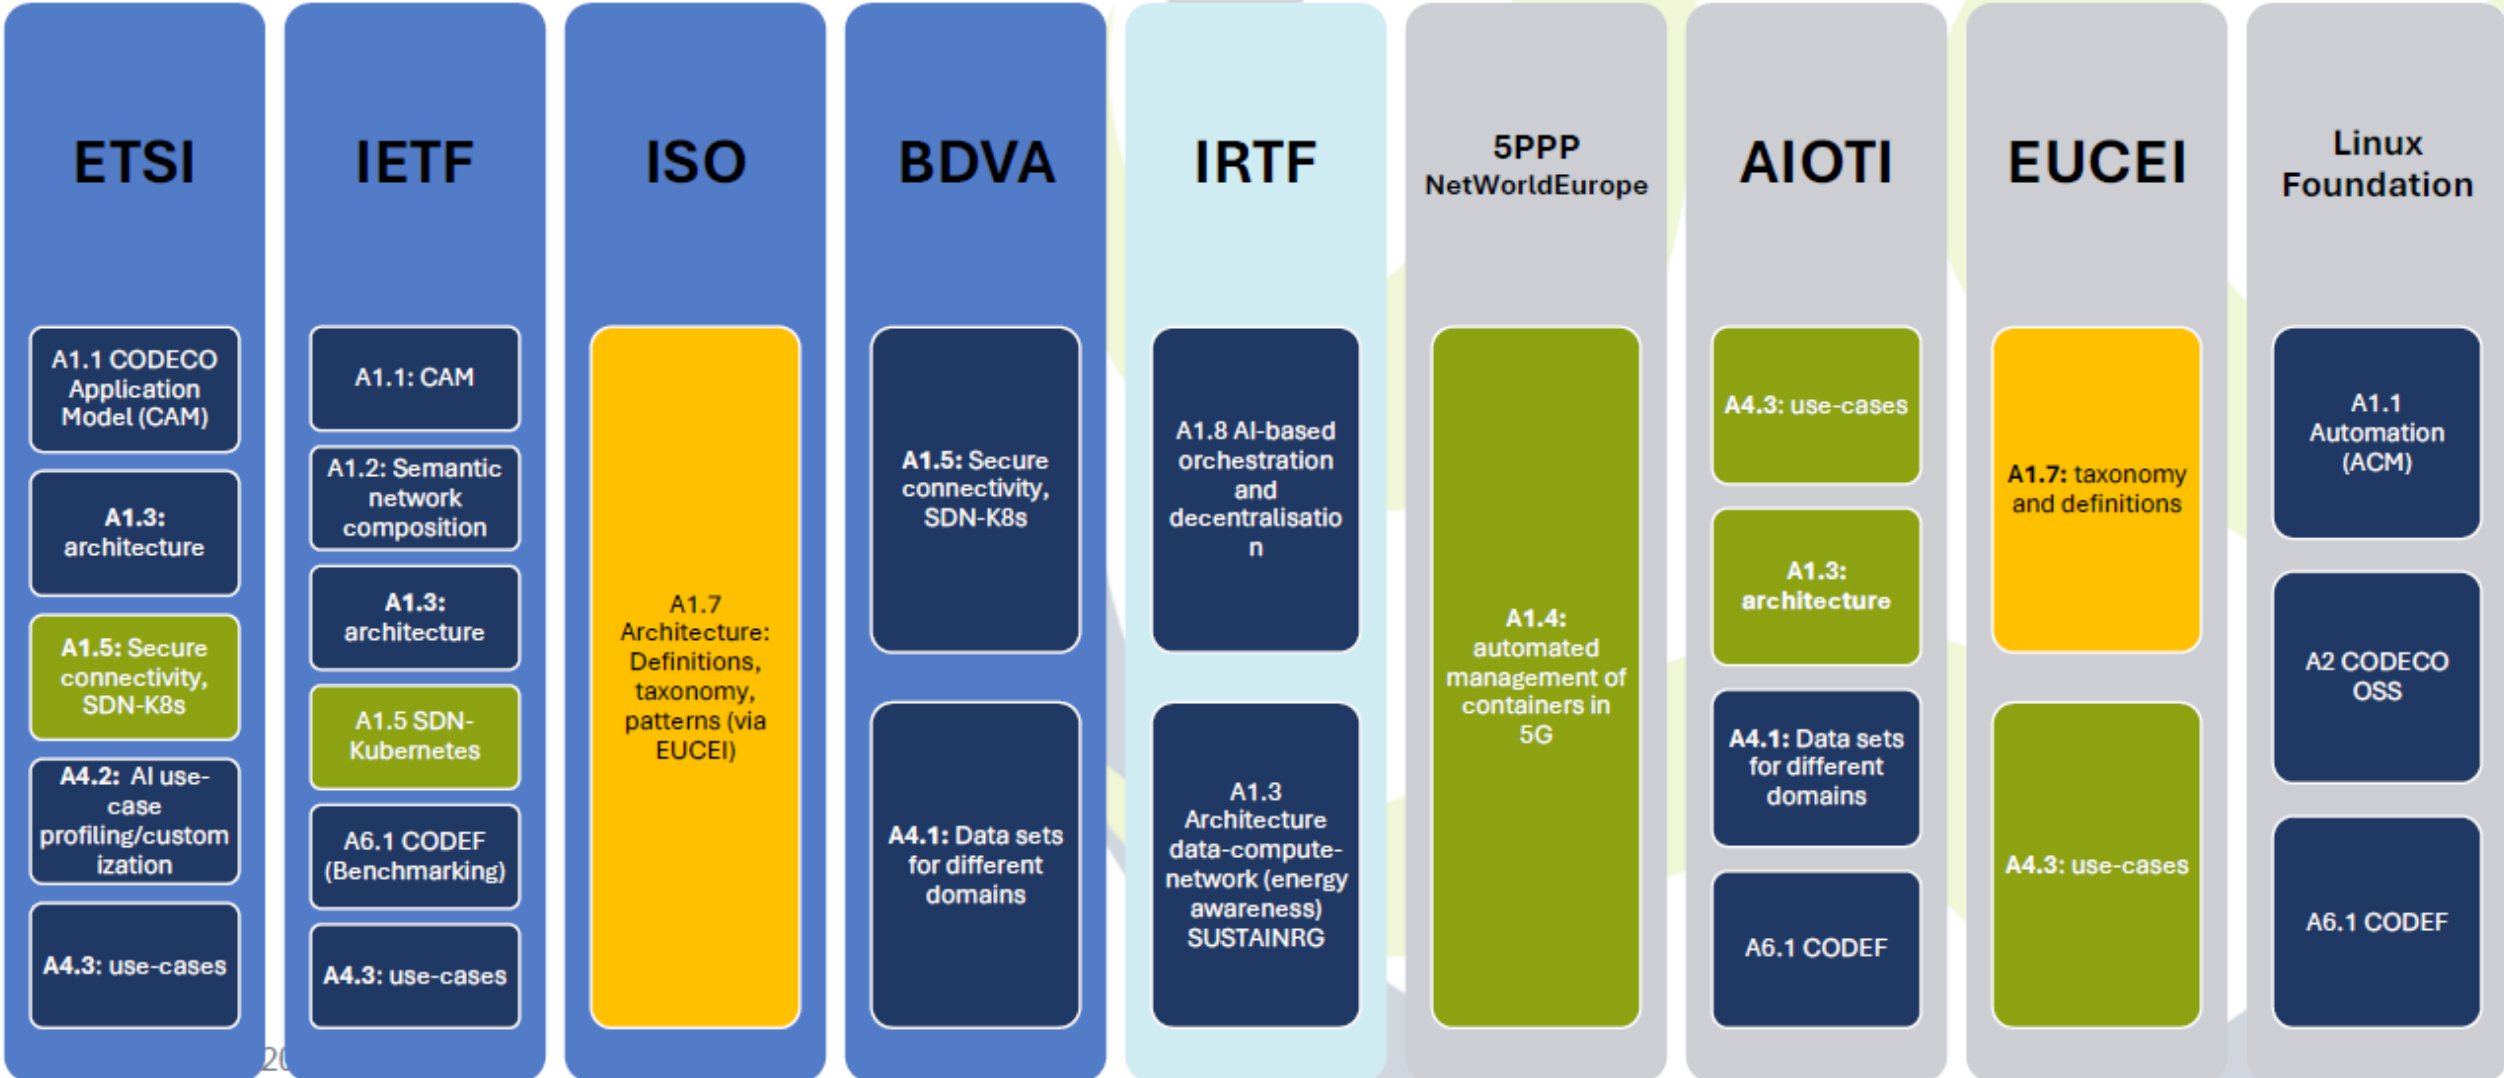 ETSI
A1.1 CODECO
Application
Model (CAM)
A1.3:
architecture
A1.5: Secure
connectivity,
SDN-K8s
A4.2: AI use-
case
profiling/custom
ization
A4.3: use-cases
IETF
A1.1: CAM
A1.2: Semantic
network
composition
A1.3:
architecture
A1.5 SDN-
Kubernetes
A6.1 CODEF
(Benchmarking)
A4.3: use-cases
ISO
A1.7
Architecture:
Definitions,
taxonomy,
patterns (via
EUCEI)
BDVA
A1.5: Secure
connectivity,
SDN-K8s
A4.1: Data sets
for different
domains
IRTF
A1.8 AI-based
orchestration
and
decentralisatio
n
A1.3
Architecture
data-compute-
network (energy
awareness)
SUSTAINRG
5PPP
NetWorldEurope
A1.4:
automated
management of
containers in
5G
AIOTI
A4.3: use-cases
A1.3:
architecture
A4.1: Data sets
for different
domains
A6.1 CODEF
EUCEI
A1.7: taxonomy
and definitions
A4.3: use-cases
Linux
Foundation
A1.1
Automation
(ACM)
A2 CODECO
OSS
A6.1 CODEF